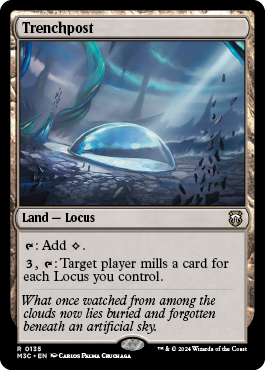 Trenchpost
Land — Locus
: Add .
3, : Target player mills a card for
each Locus you control.
What once watched from among the
clouds now lies buried and forgotten
beneath an artificial sky.
R 0135
M3C • EN Carlos Palma Cruchaga
™ & © 2024 Wizards of the Coast